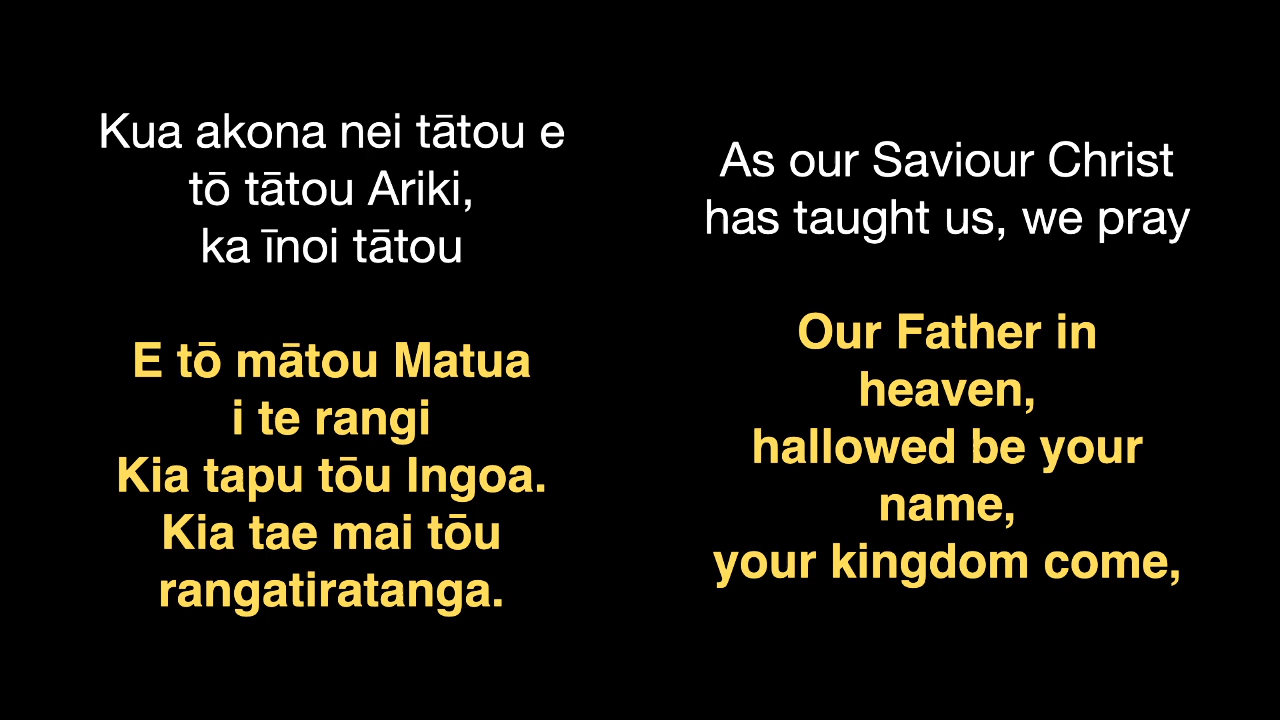 Kua akona nei tātou e
tō tātou Ariki,
ka īnoi tātou
E tō mātou Matua
i te rangi
Kia tapu tōu Ingoa.
Kia tae mai tōu
rangatiratanga.
As our Saviour Christ
has taught us, we pray
Our Father in
heaven,
hallowed be your
name,
your kingdom come,